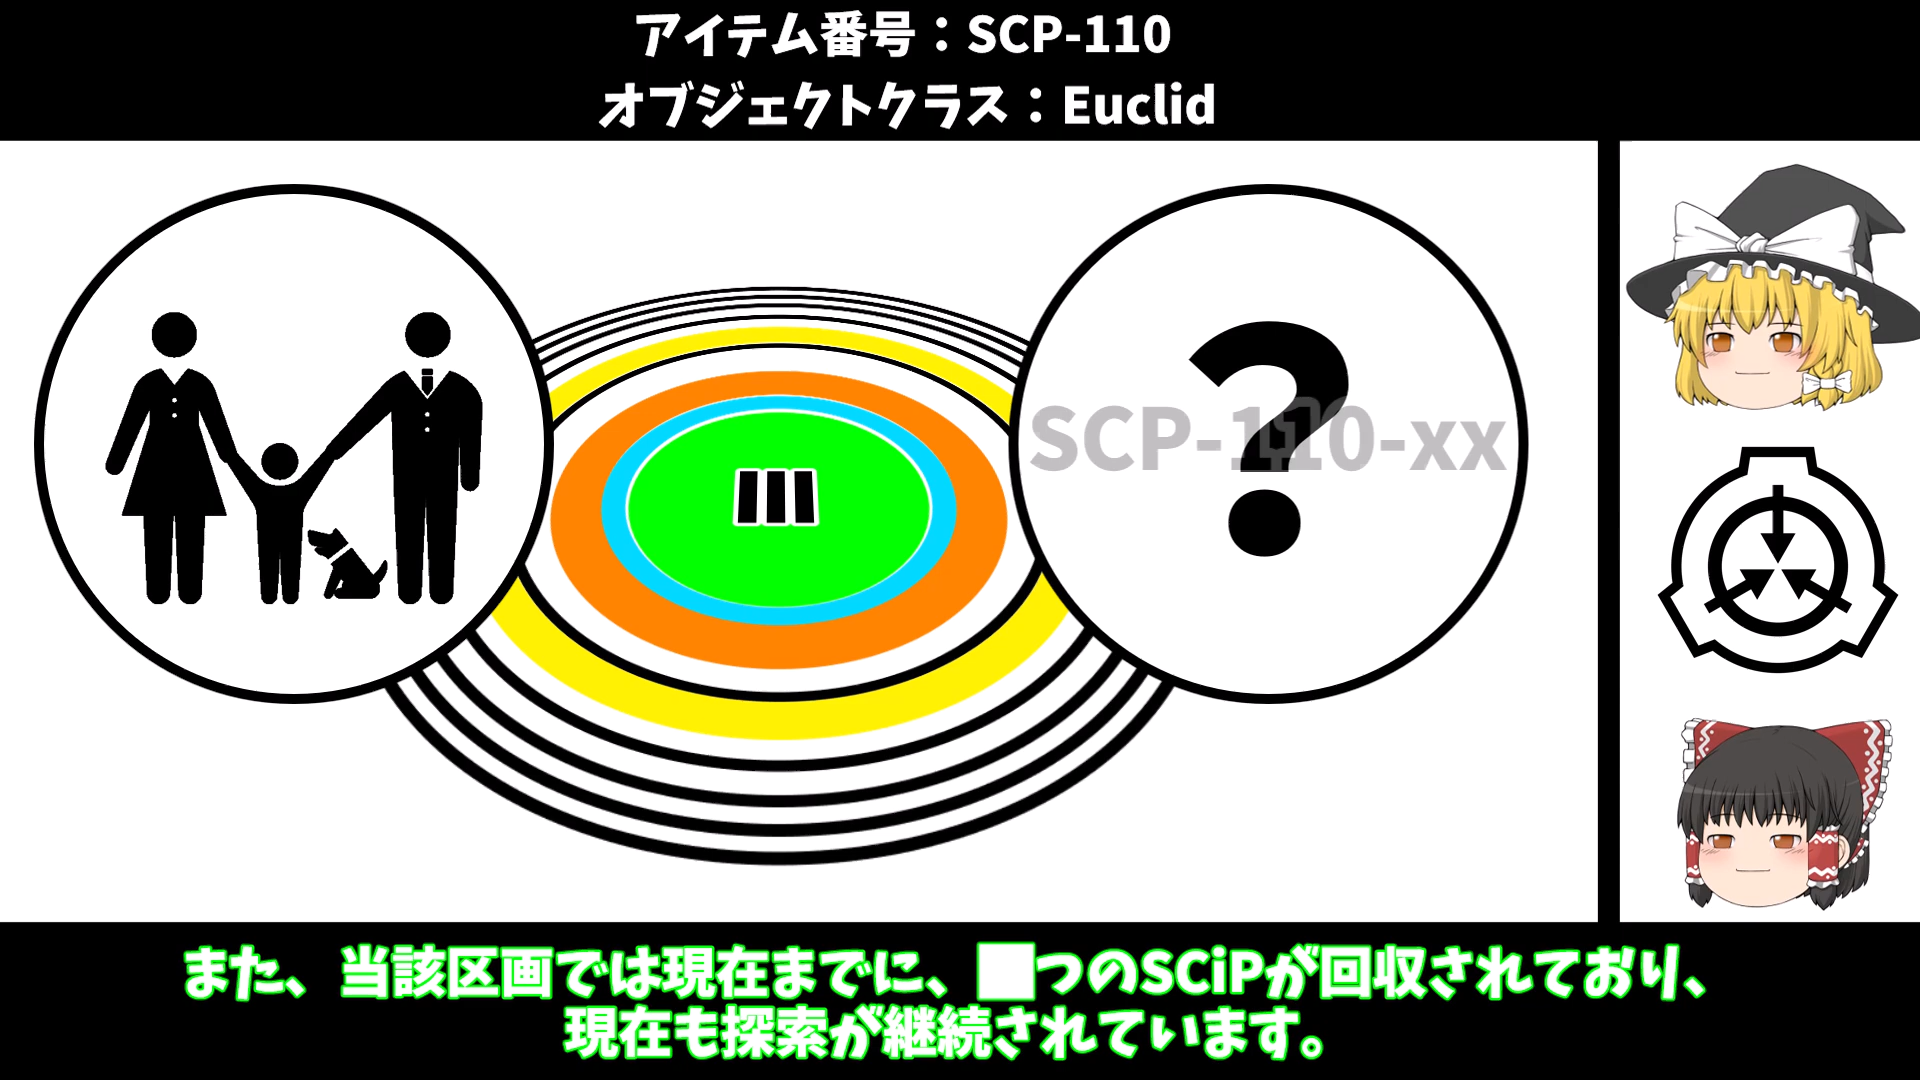 アイテム番号：SCP-110
オブジェクトクラス：Euclid
III
SCP-110-xx
?
また、当該区画では現在までに、█つのSCiPが回収されており、
現在も探索が継続されています。